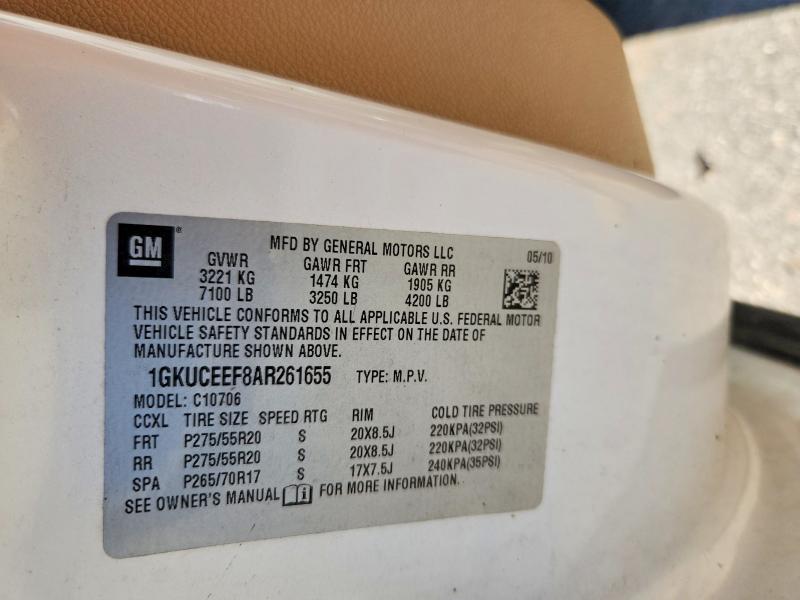 GM ®
MFD BY GENERAL MOTORS LLC 05/10
GVWR GAWR FRT GAWR RR
3221 KG 1474 KG 1905 KG
7100 LB 3250 LB 4200 LB
THIS VEHICLE CONFORMS TO ALL APPLICABLE U.S. FEDERAL MOTOR
VEHICLE SAFETY STANDARDS IN EFFECT ON THE DATE OF
MANUFACTURE SHOWN ABOVE.
1GKUCEEF8AR261655 TYPE: M.P.V.
MODEL: C10706
CCXL TIRE SIZE SPEED RTG RIM COLD TIRE PRESSURE
FRT P275/55R20 S 20X8.5J 220KPA(32PSI)
RR P275/55R20 S 20X8.5J 220KPA(32PSI)
SPA P265/70R17 S 17X7.5J 240KPA(35PSI)
SEE OWNER'S MANUAL i FOR MORE INFORMATION.